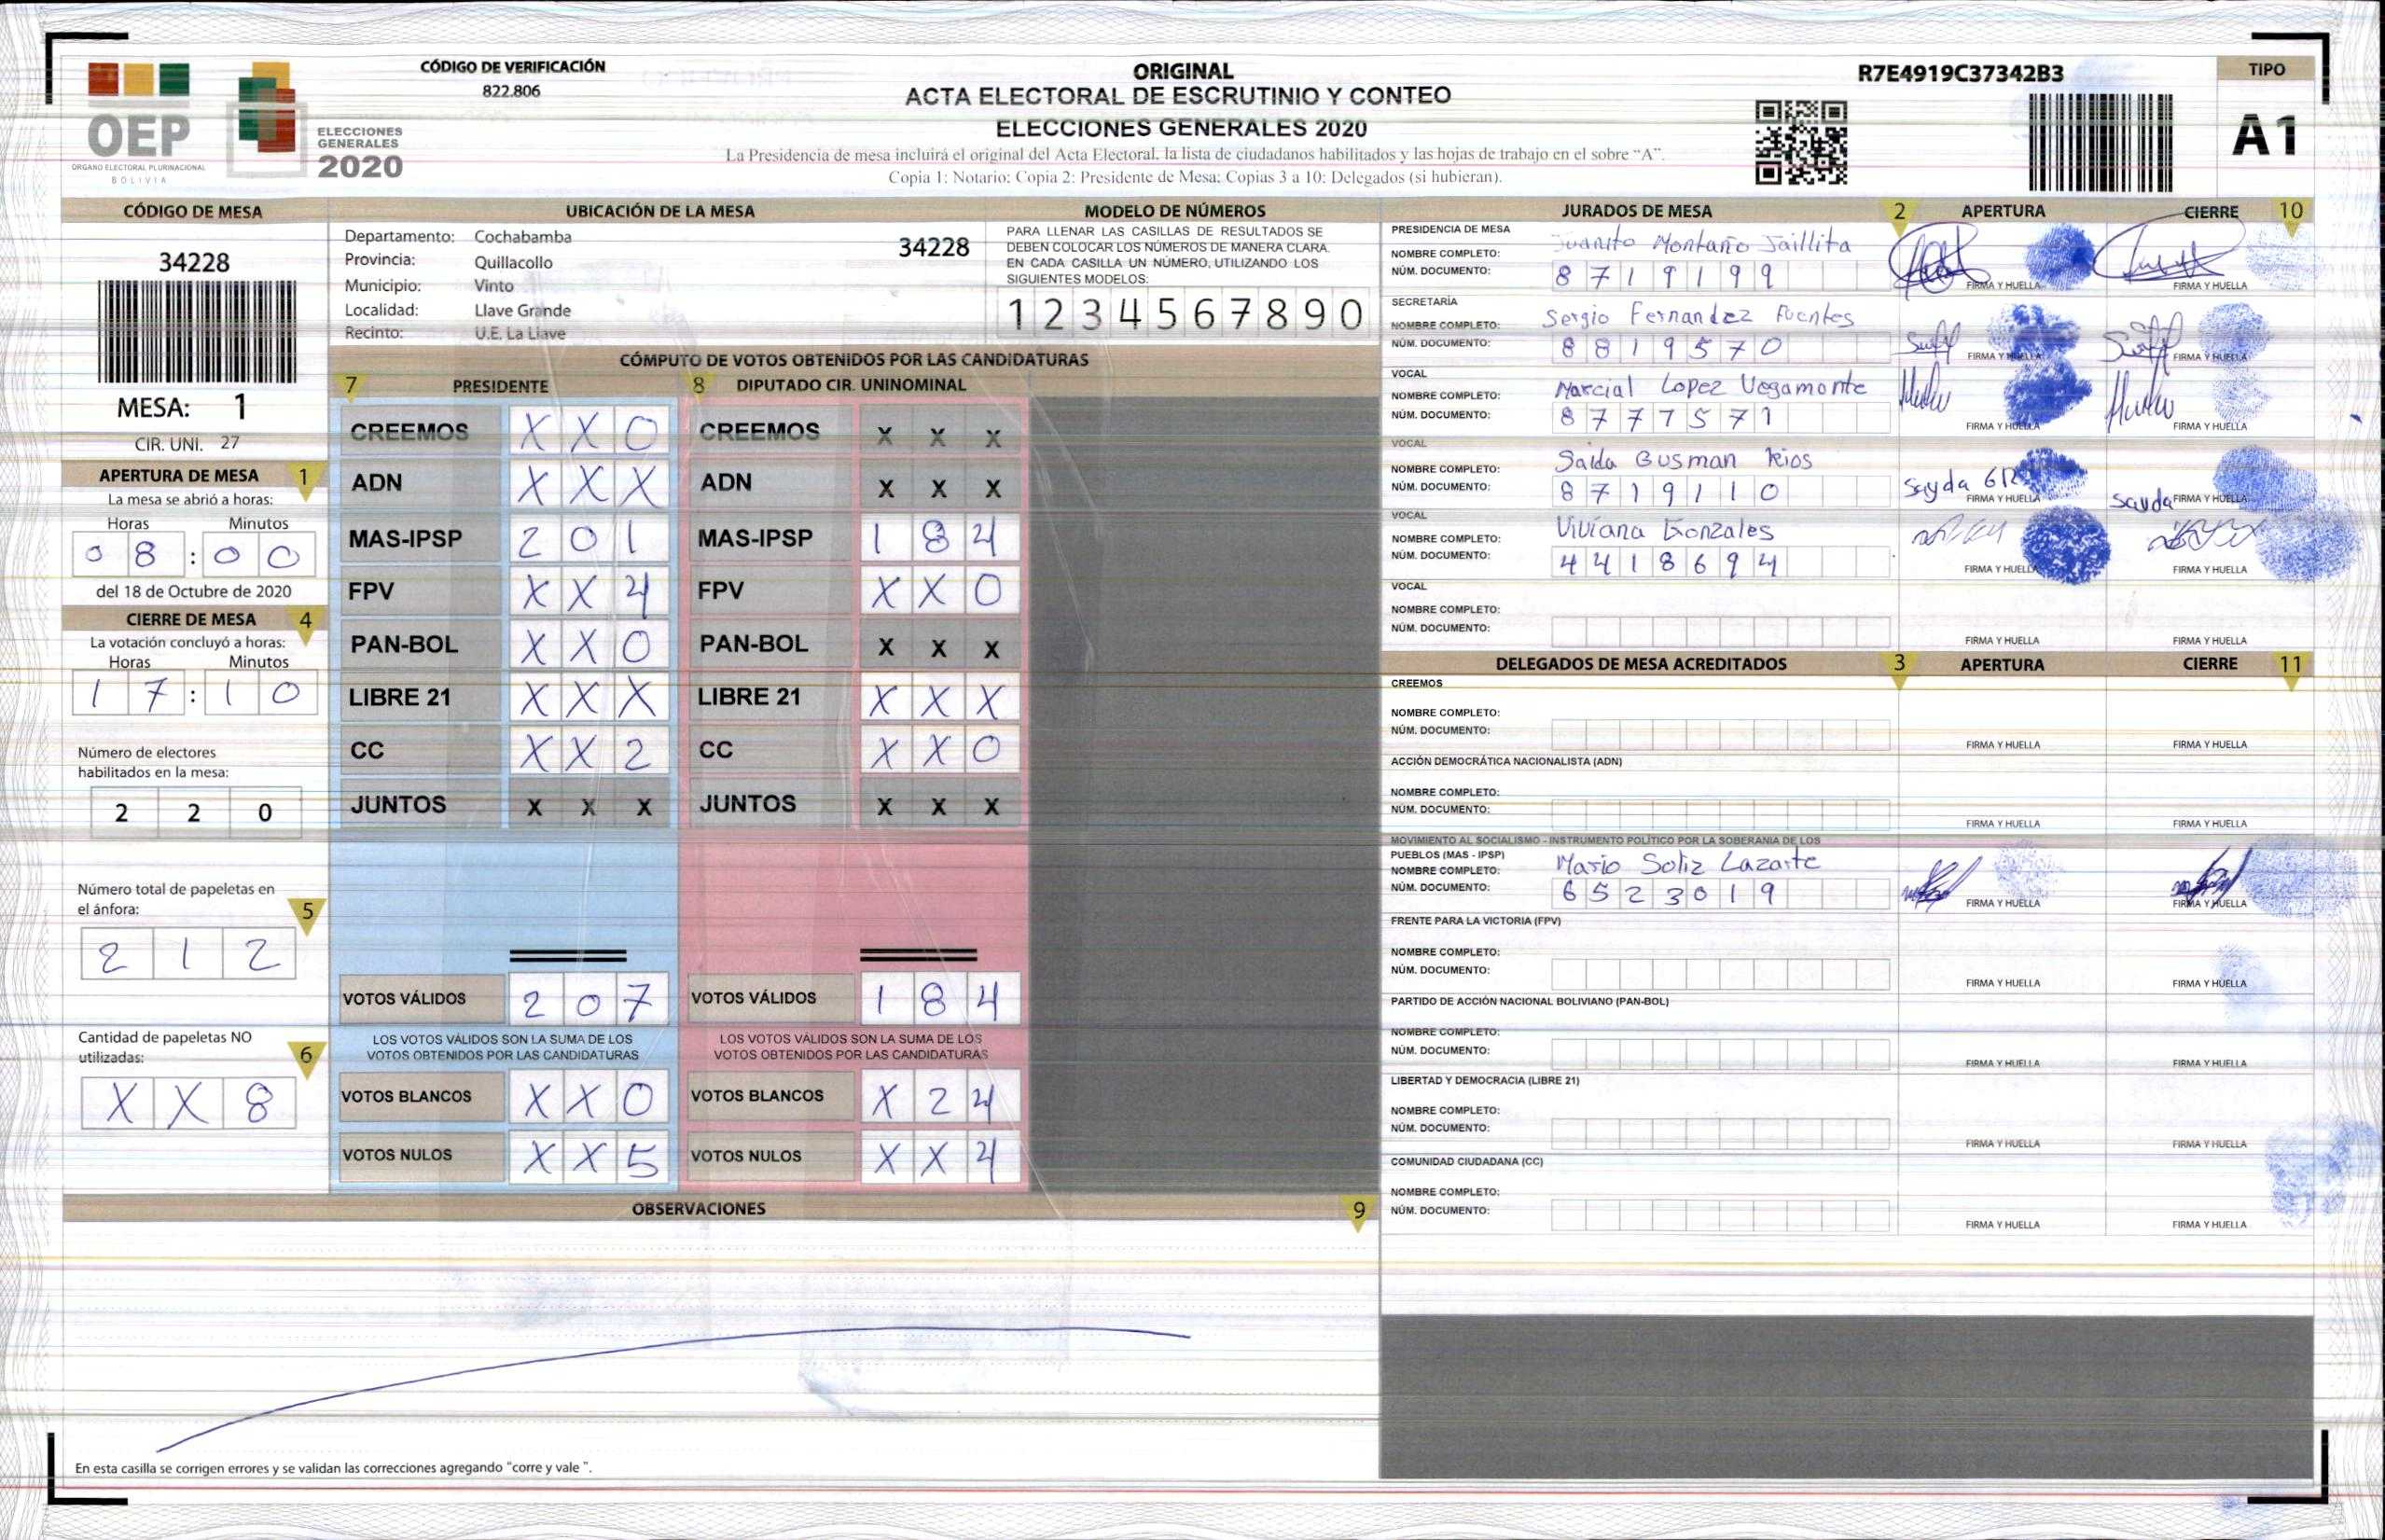 OEP
ORGANO ELECTORAL PLURINACIONAL
BOLIVIA
ELECCIONES
GENERALES
2020
CÓDIGO DE VERIFICACIÓN
822.806
ORIGINAL
ACTA ELECTORAL DE ESCRUTINIO Y CONTEO
ELECCIONES GENERALES 2020
La Presidencia de mesa incluirá el original del Acta Electoral, la lista de ciudadanos habilitados y las hojas de trabajo en el sobre "A".
Copia 1: Notario; Copia 2: Presidente de Mesa; Copias 3 a 10: Delegados (si hubieran).
R7E4919C37342B3
TIPO
A1
CÓDIGO DE MESA
34228
MESA: 1
CIR. UNI. 27
APERTURA DE MESA 1
La mesa se abrió a horas:
Horas Minutos
0 8 : 0 0
del 18 de Octubre de 2020
CIERRE DE MESA 4
La votación concluyó a horas:
Horas Minutos
1 7 : 1 0
Número de electores
habilitados en la mesa:
2 2 0
Número total de papeletas en
el ánfora: 5
2 1 2
Cantidad de papeletas NO
utilizadas: 6
X X 8
UBICACIÓN DE LA MESA
Departamento: Cochabamba 34228
Provincia: Quillacollo
Municipio: Vinto
Localidad: Llave Grande
Recinto: U.E. La Llave
MODELO DE NÚMEROS
PARA LLENAR LAS CASILLAS DE RESULTADOS SE
DEBEN COLOCAR LOS NÚMEROS DE MANERA CLARA.
EN CADA CASILLA UN NÚMERO, UTILIZANDO LOS
SIGUIENTES MODELOS:
1 2 3 4 5 6 7 8 9 0
CÓMPUTO DE VOTOS OBTENIDOS POR LAS CANDIDATURAS
7 PRESIDENTE 8 DIPUTADO CIR. UNINOMINAL
CREEMOS X X 0 CREEMOS X X X
ADN X X X ADN X X X
MAS-IPSP 2 0 1 MAS-IPSP 1 8 4
FPV X X 4 FPV X X 0
PAN-BOL X X 0 PAN-BOL X X X
LIBRE 21 X X X LIBRE 21 X X X
CC X X 2 CC X X 0
JUNTOS X X X JUNTOS X X X
VOTOS VÁLIDOS 2 0 7 VOTOS VÁLIDOS 1 8 4
LOS VOTOS VÁLIDOS SON LA SUMA DE LOS LOS VOTOS VÁLIDOS SON LA SUMA DE LOS
VOTOS OBTENIDOS POR LAS CANDIDATURAS VOTOS OBTENIDOS POR LAS CANDIDATURAS
VOTOS BLANCOS X X 0 VOTOS BLANCOS X 2 4
VOTOS NULOS X X 5 VOTOS NULOS X X 4
OBSERVACIONES 9
En esta casilla se corrigen errores y se validan las correcciones agregando "corre y vale ".
JURADOS DE MESA 2 APERTURA CIERRE 10
PRESIDENCIA DE MESA
NOMBRE COMPLETO: Juanito Montaño Jaillita
NÚM. DOCUMENTO: 8 7 1 9 1 9 9 FIRMA Y HUELLA FIRMA Y HUELLA
SECRETARÍA
NOMBRE COMPLETO: Sergio Fernandez Fuentes
NÚM. DOCUMENTO: 8 8 1 9 5 7 0 FIRMA Y HUELLA FIRMA Y HUELLA
VOCAL
NOMBRE COMPLETO: Marcial Lopez Vegamonte
NÚM. DOCUMENTO: 8 7 7 7 5 7 1 FIRMA Y HUELLA FIRMA Y HUELLA
VOCAL
NOMBRE COMPLETO: Saida Gusman Rios
NÚM. DOCUMENTO: 8 7 1 9 1 1 0 Sayda GR FIRMA Y HUELLA Sayda FIRMA Y HUELLA
VOCAL
NOMBRE COMPLETO: Viviana Gonzales
NÚM. DOCUMENTO: 4 4 1 8 6 9 4 FIRMA Y HUELLA FIRMA Y HUELLA
VOCAL
NOMBRE COMPLETO:
NÚM. DOCUMENTO: FIRMA Y HUELLA FIRMA Y HUELLA
DELEGADOS DE MESA ACREDITADOS 3 APERTURA CIERRE 11
CREEMOS
NOMBRE COMPLETO:
NÚM. DOCUMENTO: FIRMA Y HUELLA FIRMA Y HUELLA
ACCIÓN DEMOCRÁTICA NACIONALISTA (ADN)
NOMBRE COMPLETO:
NÚM. DOCUMENTO: FIRMA Y HUELLA FIRMA Y HUELLA
MOVIMIENTO AL SOCIALISMO - INSTRUMENTO POLÍTICO POR LA SOBERANIA DE LOS
PUEBLOS (MAS - IPSP)
NOMBRE COMPLETO: Mario Soliz Lazarte
NÚM. DOCUMENTO: 6 5 2 3 0 1 9 FIRMA Y HUELLA FIRMA Y HUELLA
FRENTE PARA LA VICTORIA (FPV)
NOMBRE COMPLETO:
NÚM. DOCUMENTO: FIRMA Y HUELLA FIRMA Y HUELLA
PARTIDO DE ACCIÓN NACIONAL BOLIVIANO (PAN-BOL)
NOMBRE COMPLETO:
NÚM. DOCUMENTO: FIRMA Y HUELLA FIRMA Y HUELLA
LIBERTAD Y DEMOCRACIA (LIBRE 21)
NOMBRE COMPLETO:
NÚM. DOCUMENTO: FIRMA Y HUELLA FIRMA Y HUELLA
COMUNIDAD CIUDADANA (CC)
NOMBRE COMPLETO:
NÚM. DOCUMENTO: FIRMA Y HUELLA FIRMA Y HUELLA